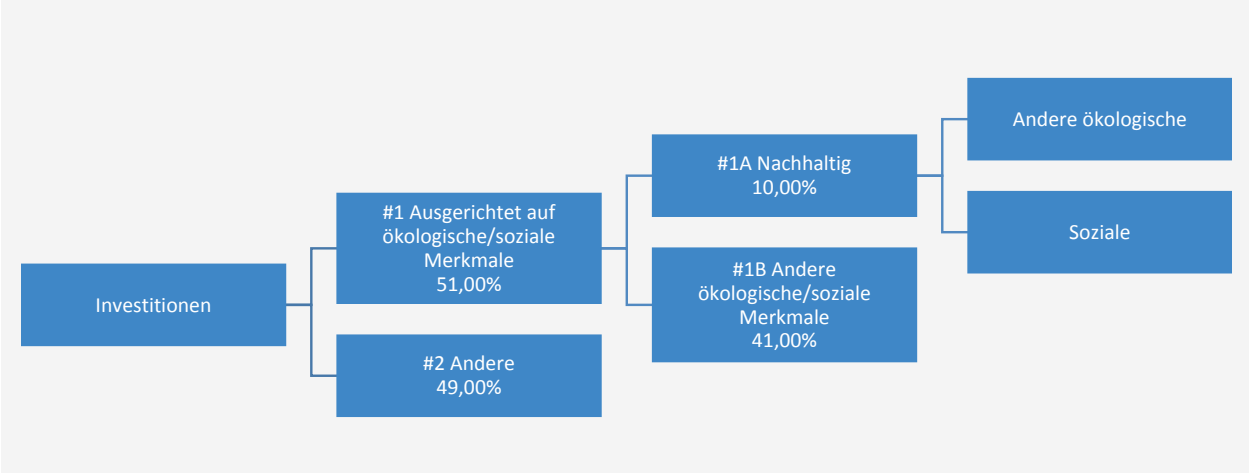 Investitionen
#1 Ausgerichtet auf
ökologische/soziale
Merkmale
51,00%
#2 Andere
49,00%
#1A Nachhaltig
10,00%
#1B Andere
ökologische/soziale
Merkmale
41,00%
Andere ökologische
Soziale